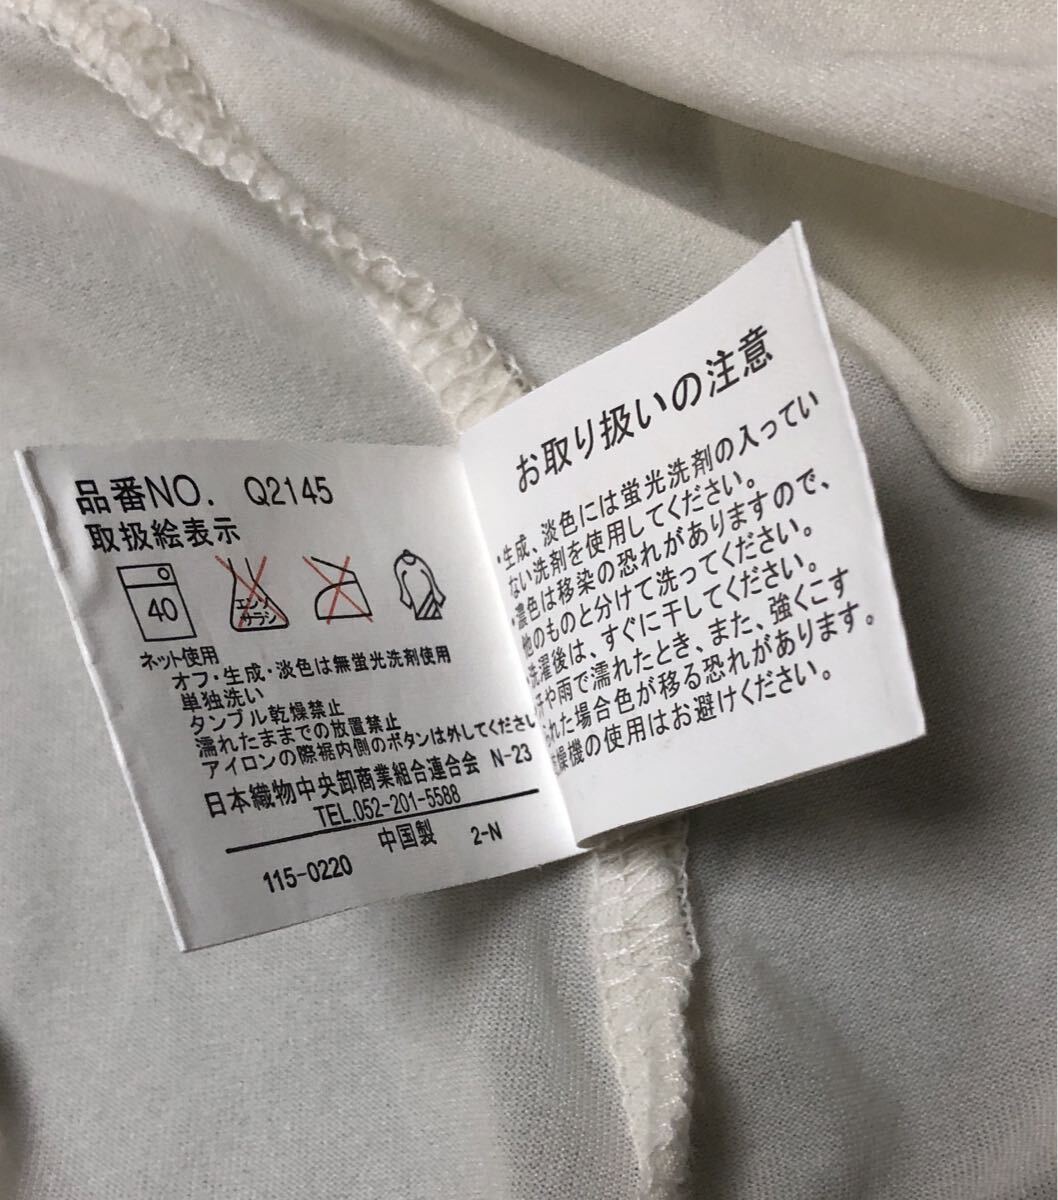 品番NO. Q2145
取扱絵表示
40
エンソ
サラシ
ネット使用
オフ・生成・淡色は無蛍光洗剤使用
単独洗い
タンブル乾燥禁止
濡れたままでの放置禁止
アイロンの際裾内側のボタンは外してくださ
日本織物中央卸商業組合連合会 N-23
TEL.052-201-5588
中国製 2-N
115-0220
お取り扱いの注意
・生成、淡色には蛍光洗剤の入ってい
ない洗剤を使用してください。
・濃色は移染の恐れがありますので、
他のものと分けて洗ってください。
洗濯後は、すぐに干してください。
汗や雨で濡れたとき、また、強くこす
られた場合色が移る恐れがあります。
燥機の使用はお避けください。